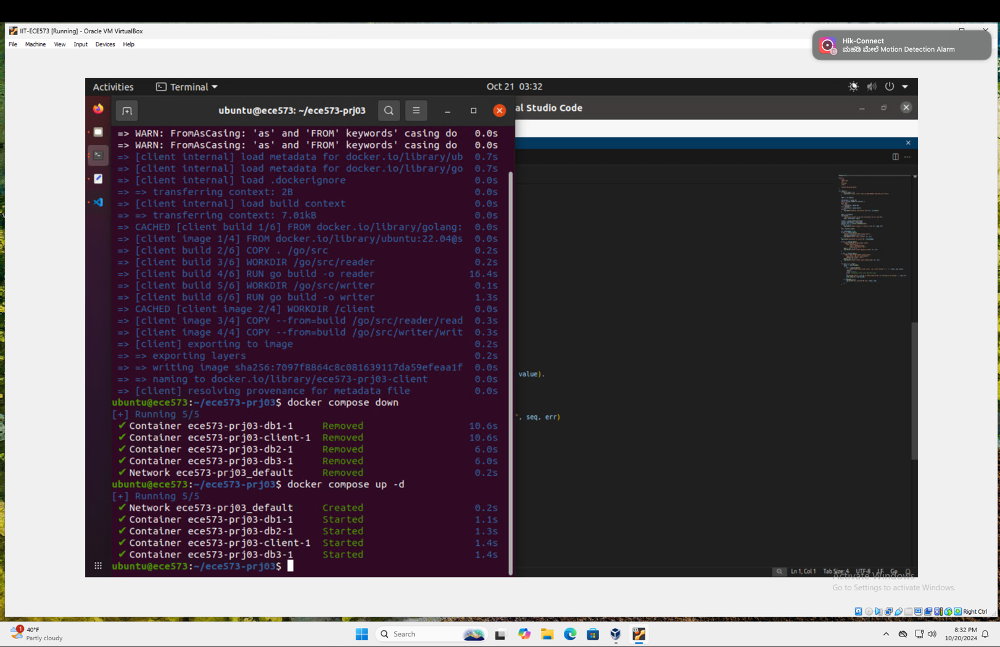 IIT-ECE573 [Running] - Oracle VM VirtualBox
File Machine View Input Devices Help
Hik-Connect
ಮಹಡಿ ಮೇಲೆ Motion Detection Alarm
Activities Terminal Oct 21 03:32
ubuntu@ece573: ~/ece573-prj03
al Studio Code
=> WARN: FromAsCasing: 'as' and 'FROM' keywords' casing do 0.0s
=> WARN: FromAsCasing: 'as' and 'FROM' keywords' casing do 0.0s
=> [client internal] load metadata for docker.io/library/ub 0.7s
=> [client internal] load metadata for docker.io/library/go 0.7s
=> [client internal] load .dockerignore 0.0s
=> => transferring context: 2B 0.0s
=> [client internal] load build context 0.0s
=> => transferring context: 7.01kB 0.0s
=> CACHED [client build 1/6] FROM docker.io/library/golang: 0.0s
=> [client image 1/4] FROM docker.io/library/ubuntu:22.04@s 0.0s
=> [client build 2/6] COPY . /go/src 0.2s
=> [client build 3/6] WORKDIR /go/src/reader 0.2s
=> [client build 4/6] RUN go build -o reader 16.4s
=> [client build 5/6] WORKDIR /go/src/writer 0.1s
=> [client build 6/6] RUN go build -o writer 1.3s
=> CACHED [client image 2/4] WORKDIR /client 0.0s
=> [client image 3/4] COPY --from=build /go/src/reader/read 0.3s
=> [client image 4/4] COPY --from=build /go/src/writer/writ 0.3s
=> [client] exporting to image 0.2s
=> => exporting layers 0.2s
=> => writing image sha256:7097f8864c8c081639117da59efeaa1f 0.0s
=> => naming to docker.io/library/ece573-prj03-client 0.0s
=> [client] resolving provenance for metadata file 0.0s
ubuntu@ece573:~/ece573-prj03$ docker compose down
[+] Running 5/5
✔ Container ece573-prj03-db1-1 Removed 10.6s
✔ Container ece573-prj03-client-1 Removed 10.6s
✔ Container ece573-prj03-db2-1 Removed 6.0s
✔ Container ece573-prj03-db3-1 Removed 6.0s
✔ Network ece573-prj03_default Removed 0.2s
ubuntu@ece573:~/ece573-prj03$ docker compose up -d
[+] Running 5/5
✔ Network ece573-prj03_default Created 0.2s
✔ Container ece573-prj03-db1-1 Started 1.1s
✔ Container ece573-prj03-db2-1 Started 1.3s
✔ Container ece573-prj03-client-1 Started 1.4s
✔ Container ece573-prj03-db3-1 Started 1.4s
ubuntu@ece573:~/ece573-prj03$
value).
", seq, err)
Ln 1, Col 1 Tab Size: 4 UTF-8 LF Go
Activate Windows
Go to Settings to activate Windows.
Right Ctrl
1
40°F
Partly cloudy
Search
8:32 PM
10/20/2024